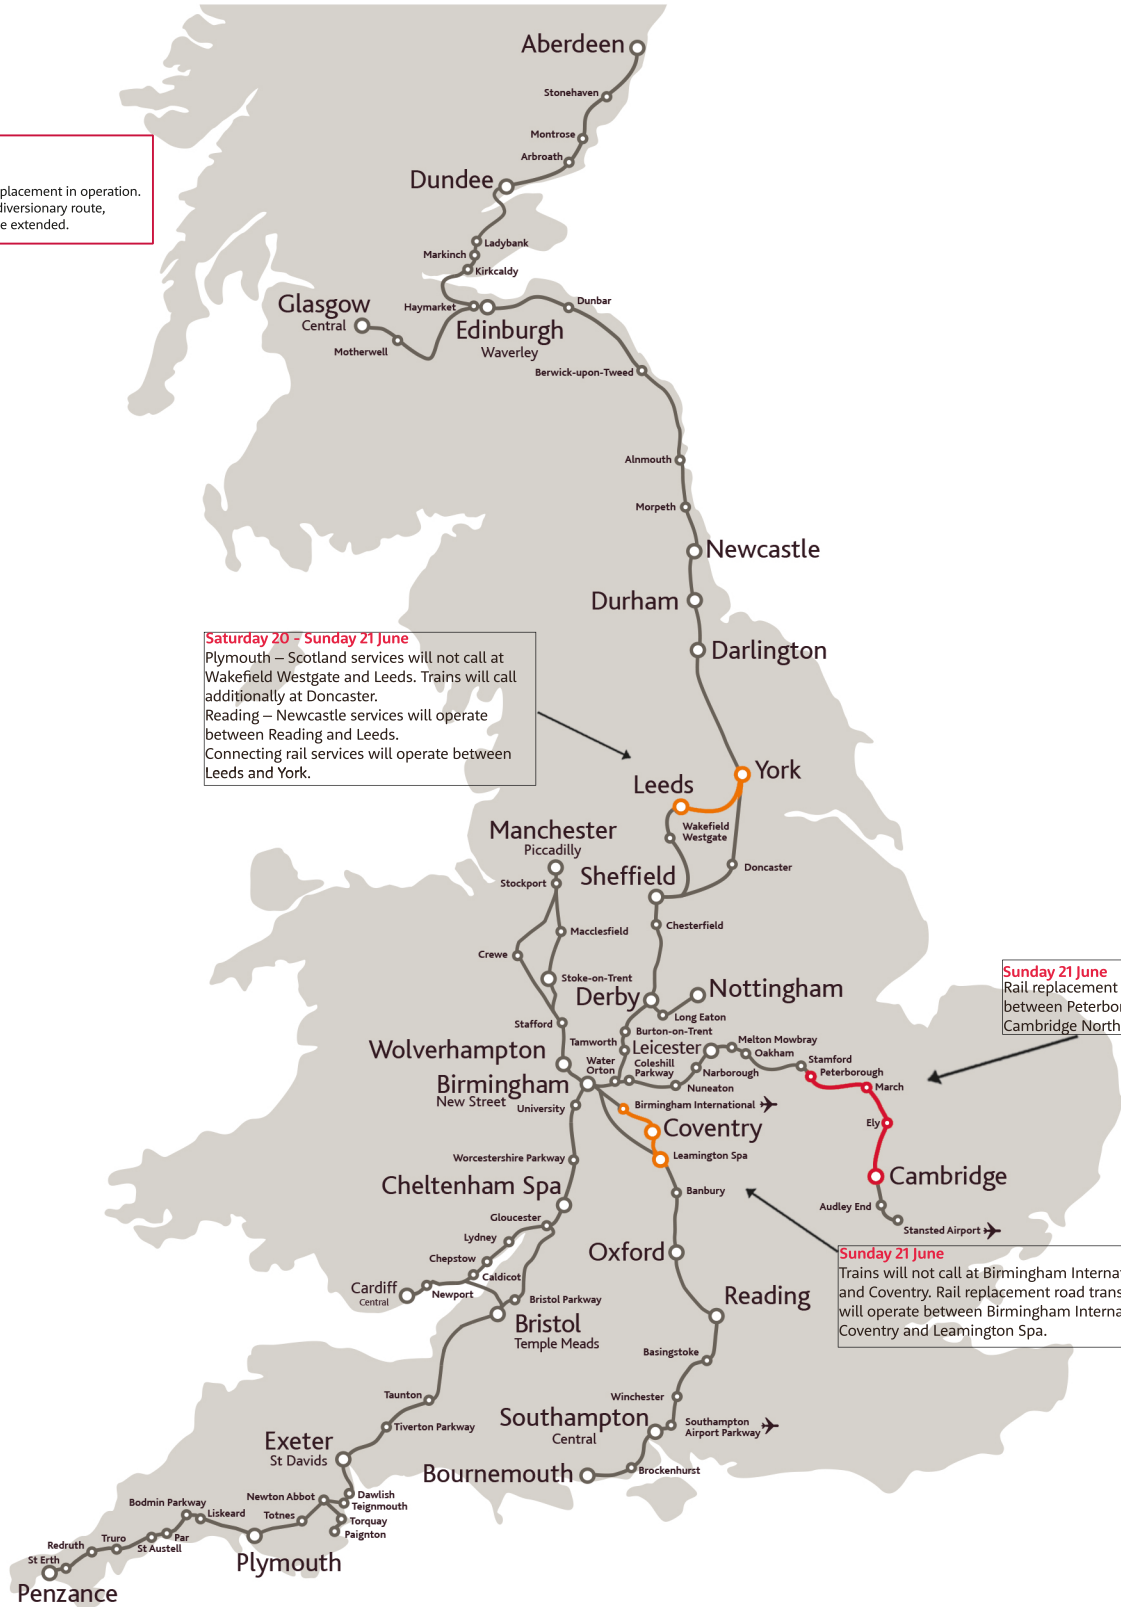 Aberdeen
Stonehaven
Montrose
Arbroath
placement in operation.
diversionary route,
e extended.
Dundee
Ladybank
Markinch
Kirkcaldy
Glasgow
Central
Haymarket
Dunbar
Edinburgh
Waverley
Motherwell
Berwick-upon-Tweed
Alnmouth
Morpeth
Newcastle
Durham
Darlington
Saturday 20 - Sunday 21 June
Plymouth – Scotland services will not call at
Wakefield Westgate and Leeds. Trains will call
additionally at Doncaster.
Reading – Newcastle services will operate
between Reading and Leeds.
Connecting rail services will operate between
Leeds and York.
York
Leeds
Wakefield
Westgate
Manchester
Piccadilly
Doncaster
Stockport
Sheffield
Chesterfield
Macclesfield
Crewe
Stoke-on-Trent
Sunday 21 June
Rail replacement
between Peterbor
Cambridge North
Derby
Nottingham
Long Eaton
Stafford
Burton-on-Trent
Tamworth
Leicester
Melton Mowbray
Oakham
Stamford
Peterborough
March
Wolverhampton
Water
Orton
Coleshill
Parkway
Narborough
Nuneaton
Birmingham
New Street
University
Birmingham International
Ely
Coventry
Leamington Spa
Worcestershire Parkway
Cheltenham Spa
Banbury
Cambridge
Audley End
Stansted Airport
Gloucester
Lydney
Chepstow
Caldicot
Oxford
Sunday 21 June
Trains will not call at Birmingham Internat
and Coventry. Rail replacement road trans
will operate between Birmingham Interna
Coventry and Leamington Spa.
Cardiff
Central
Newport
Bristol Parkway
Bristol
Temple Meads
Reading
Basingstoke
Taunton
Winchester
Tiverton Parkway
Southampton
Central
Southampton
Airport Parkway
Exeter
St Davids
Bournemouth
Brockenhurst
Newton Abbot
Dawlish
Teignmouth
Bodmin Parkway
Liskeard
Totnes
Torquay
Paignton
Redruth
Truro
Par
St Austell
St Erth
Plymouth
Penzance